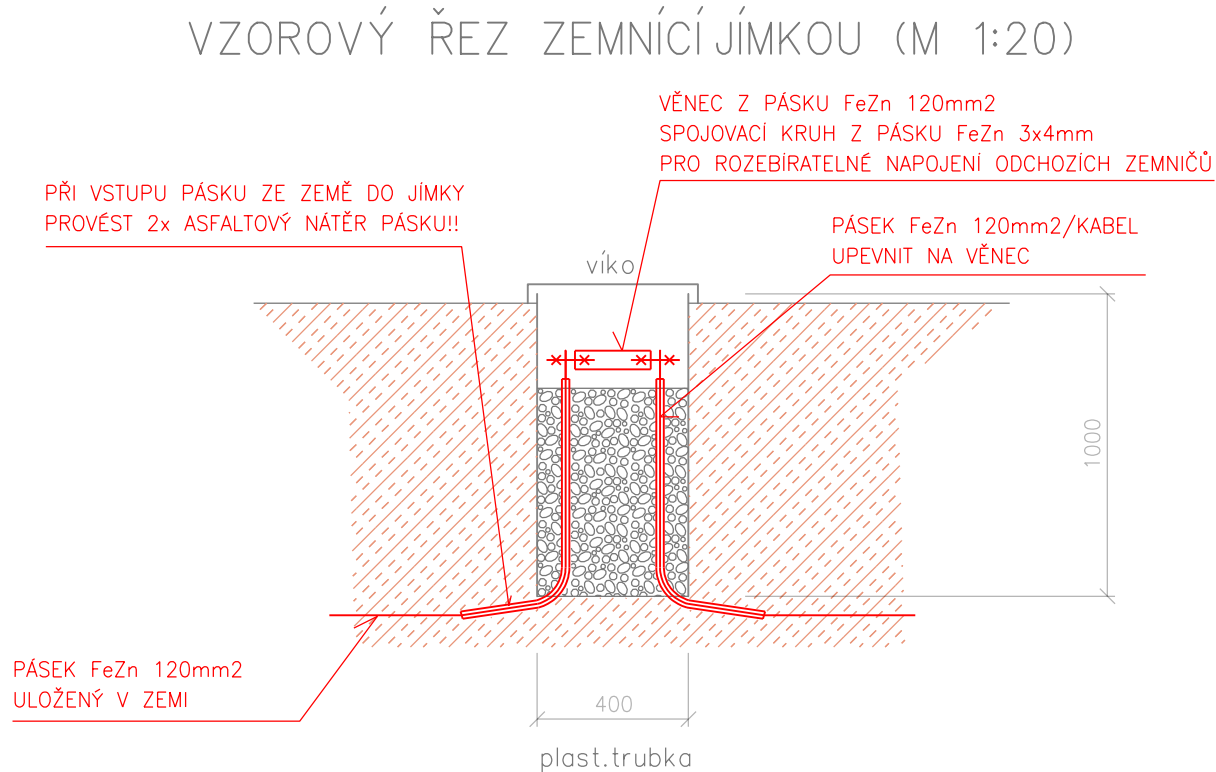 VZOROVÝ ŘEZ ZEMNÍCÍ JÍMKOU (M 1:20)
VĚNEC Z PÁSKU FeZn 120mm2
SPOJOVACÍ KRUH Z PÁSKU FeZn 3x4mm
PRO ROZEBÍRATELNÉ NAPOJENÍ ODCHOZÍCH ZEMNIČŮ
PŘI VSTUPU PÁSKU ZE ZEMĚ DO JÍMKY
PROVÉST 2x ASFALTOVÝ NÁTĚR PÁSKU!!
PÁSEK FeZn 120mm2/KABEL
UPEVNIT NA VĚNEC
víko
1000
PÁSEK FeZn 120mm2
ULOŽENÝ V ZEMI
400
plast.trubka